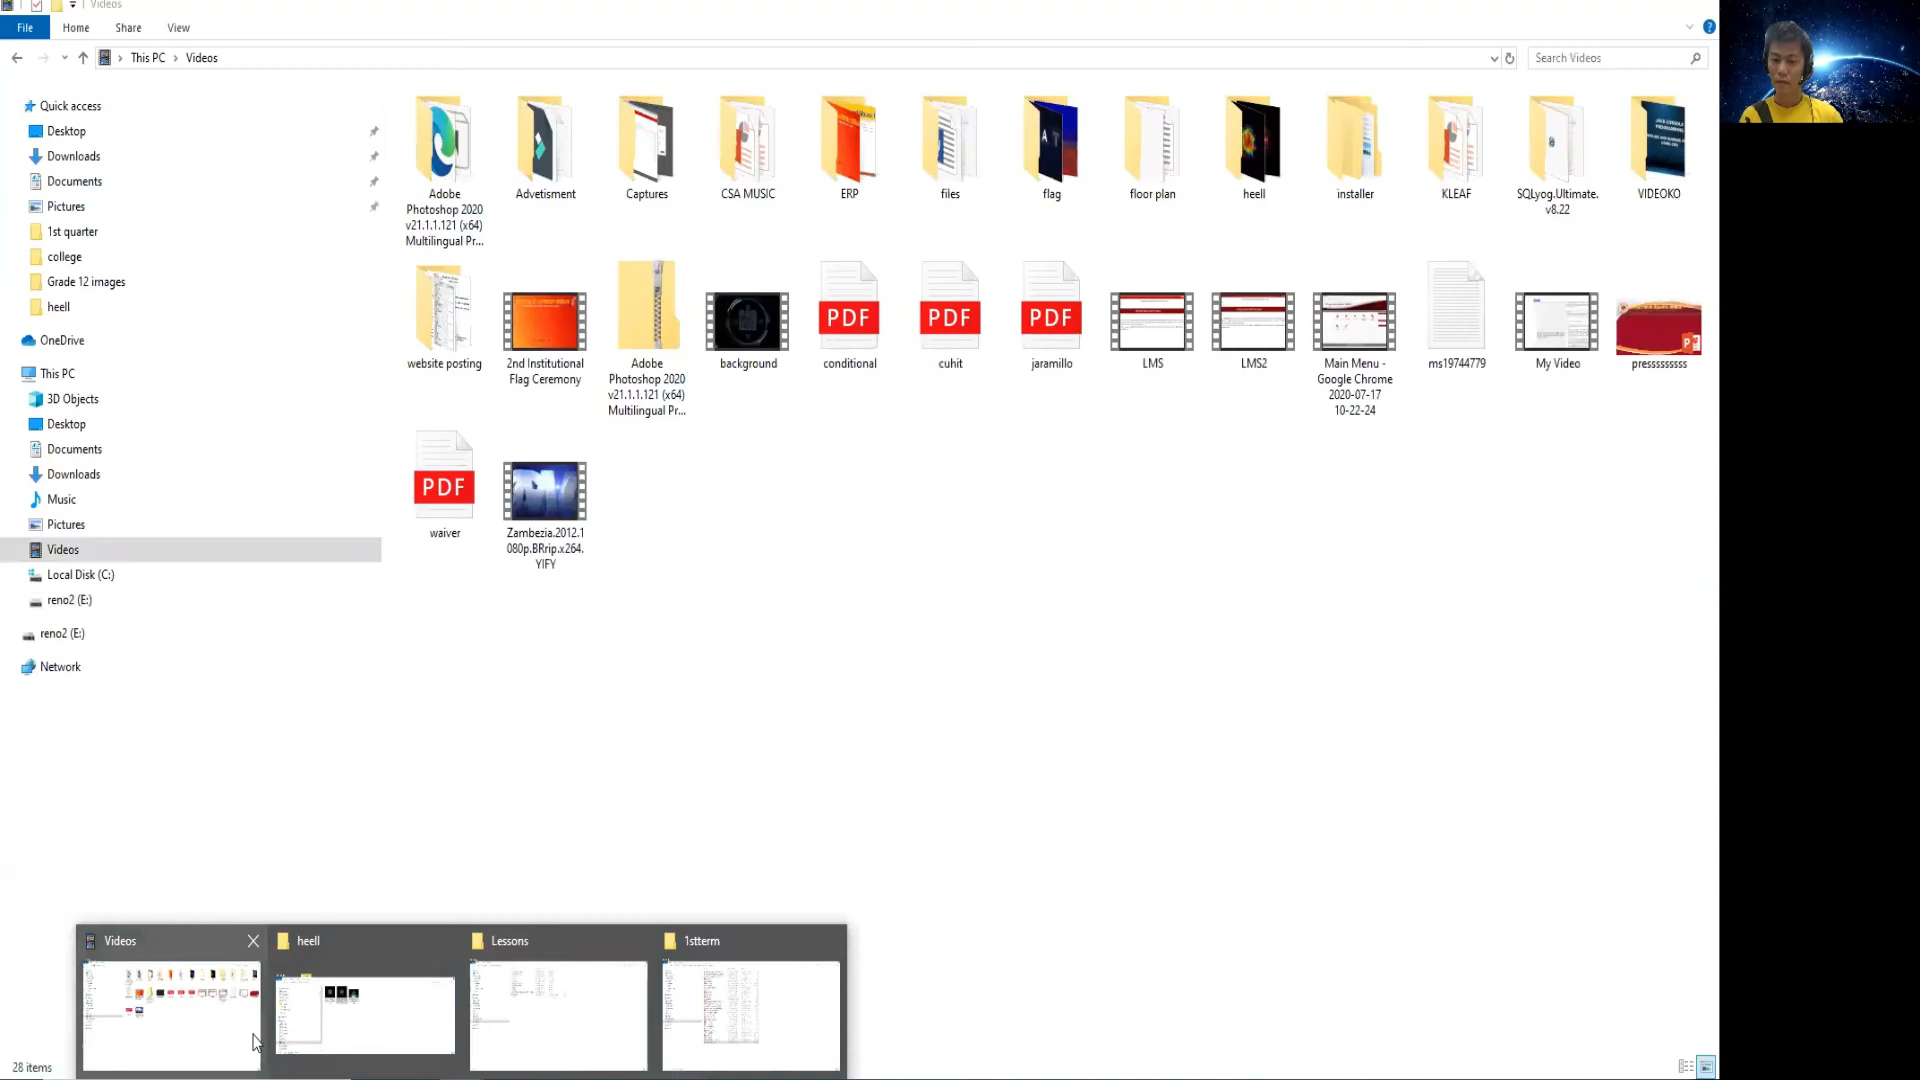 Videos
File Home Share View
This PC Videos Search Videos
Quick access
Desktop
Downloads
Documents
Pictures
1st quarter
college
Grade 12 images
heell
OneDrive
This PC
3D Objects
Desktop
Documents
Downloads
Music
Pictures
Videos
Local Disk (C:)
reno2 (E:)
reno2 (E:)
Network
Adobe
Photoshop 2020
v21.1.1.121 (x64)
Multilingual Pr...
Advetisment
Captures
CSA MUSIC
ERP
files
flag
floor plan
heell
installer
KLEAF
SQLyog.Ultimate.
v8.22
VIDEOKO
website posting
2nd Institutional
Flag Ceremony
Adobe
Photoshop 2020
v21.1.1.121 (x64)
Multilingual Pr...
background
PDF
conditional
PDF
cuhit
PDF
jaramillo
LMS
LMS2
Main Menu -
Google Chrome
2020-07-17
10-22-24
ms19744779
My Video
presssssssss
PDF
waiver
Zambezia.2012.1
080p.BRrip.x264.
YIFY
Videos
heell
Lessons
1stterm
28 items